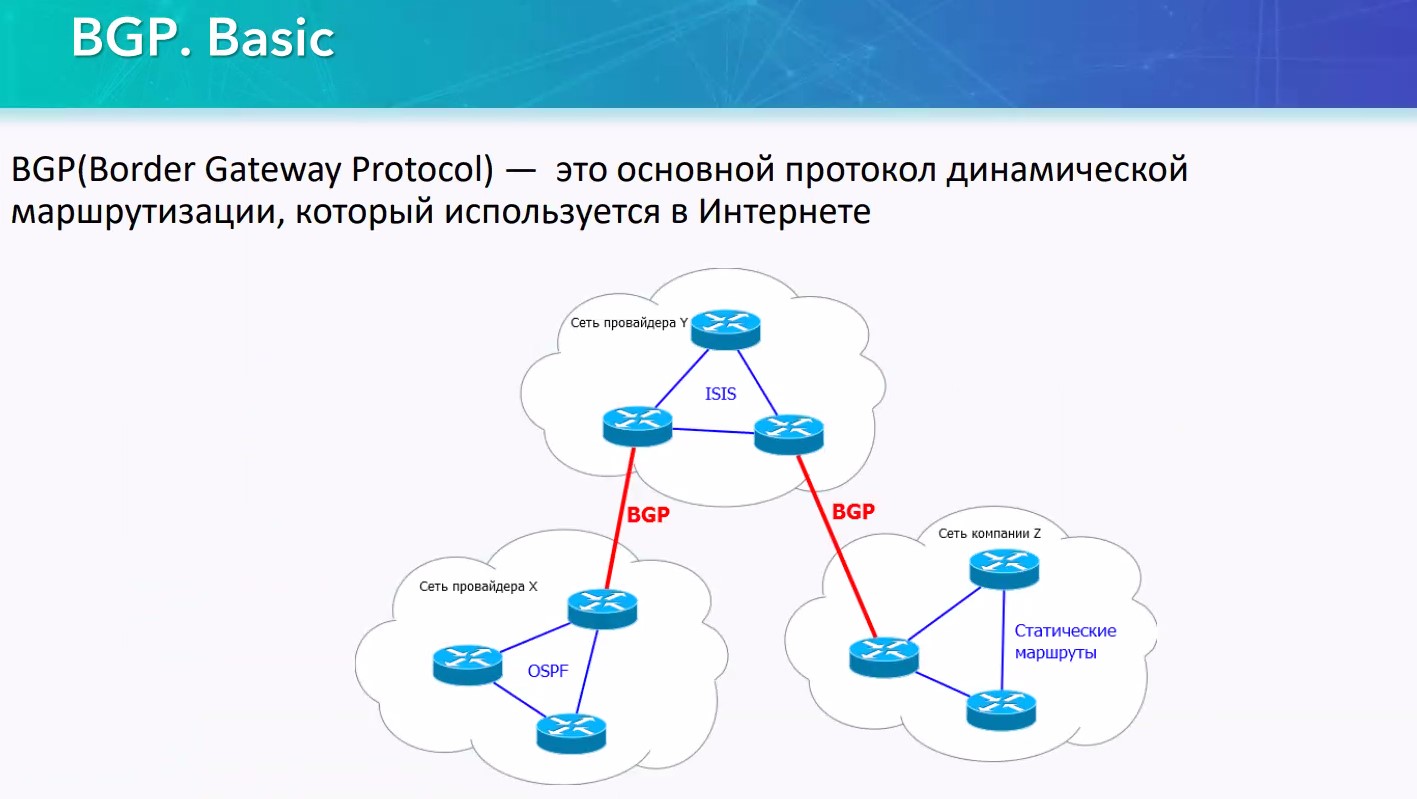 BGP. Basic
BGP(Border Gateway Protocol) — это основной протокол динамической
маршрутизации, который используется в Интернете
Сеть провайдера Y
ISIS
BGP
BGP
Сеть компании Z
Сеть провайдера X
Статические
маршруты
OSPF